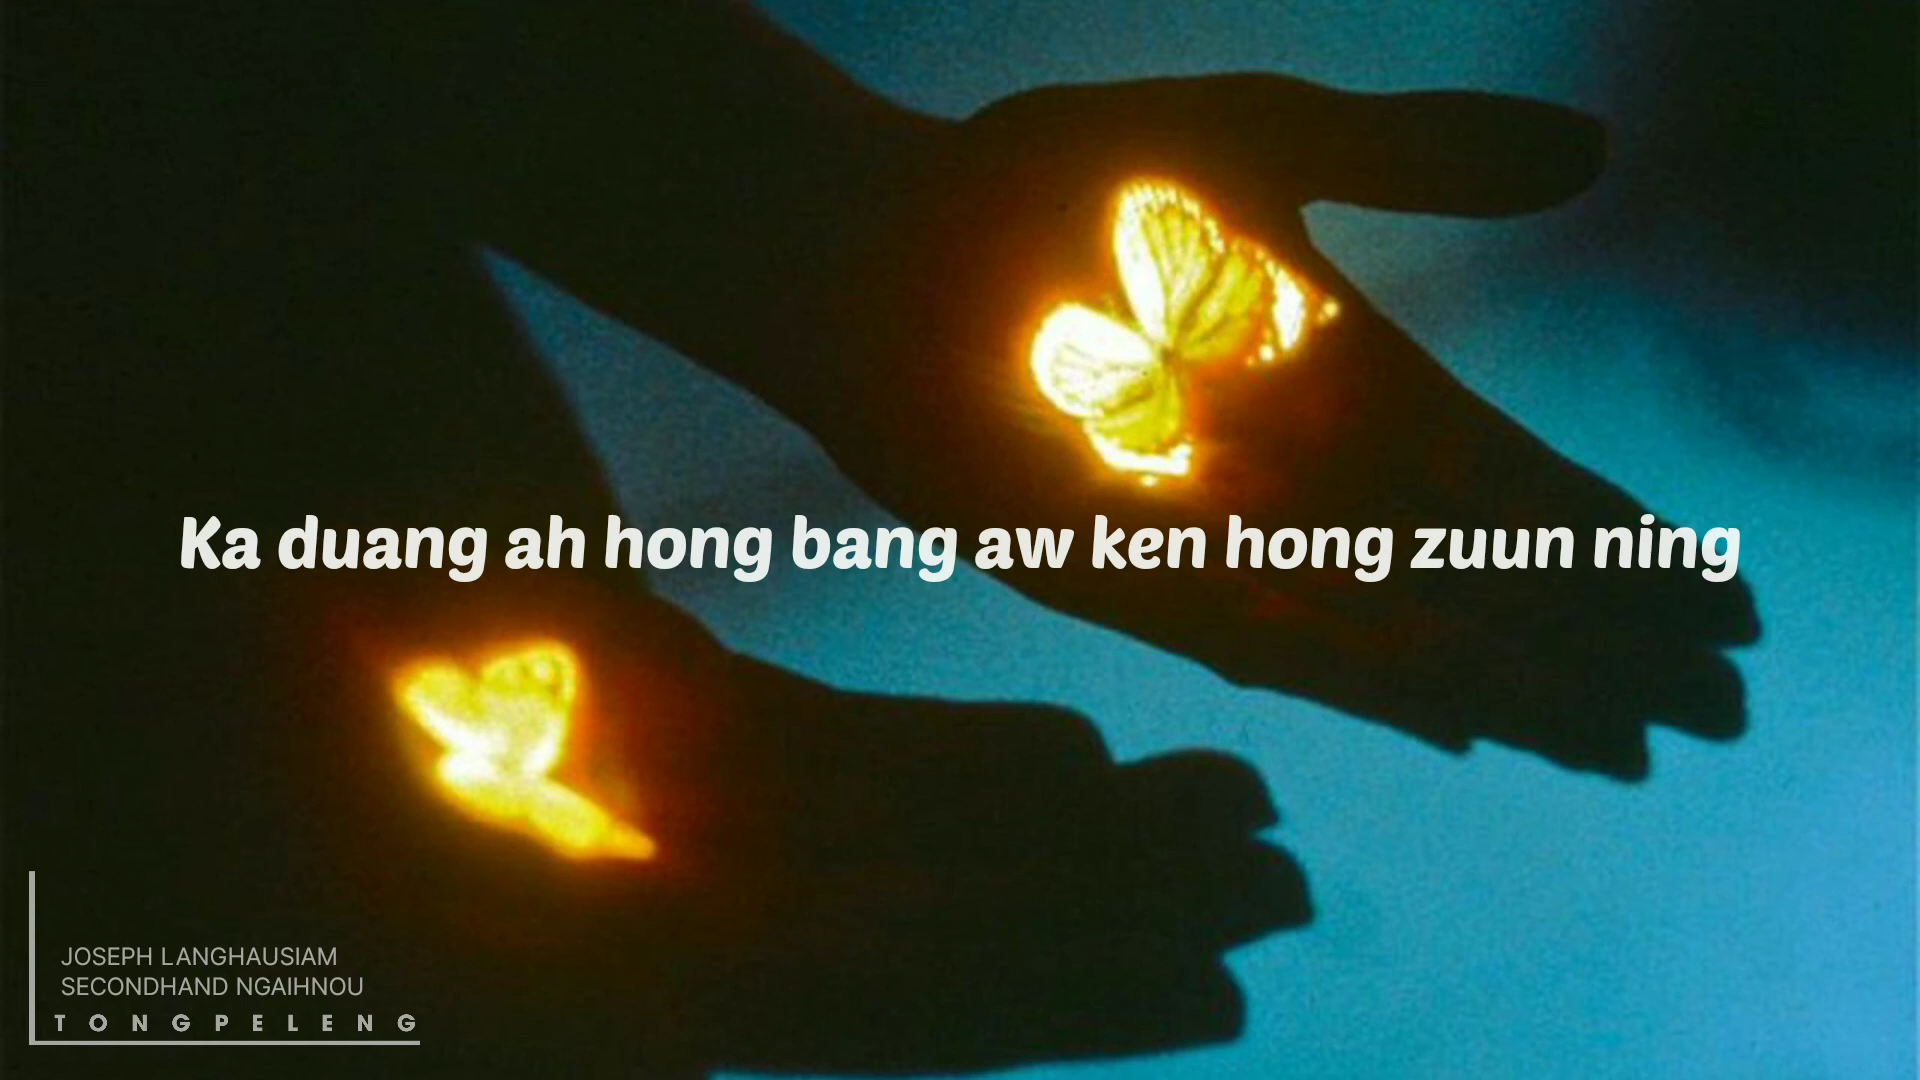 Ka duang ah hong bang aw ken hong zuun ning
JOSEPH LANGHAUSIAM
SECONDHAND NGAIHNOU
TONGPELENG